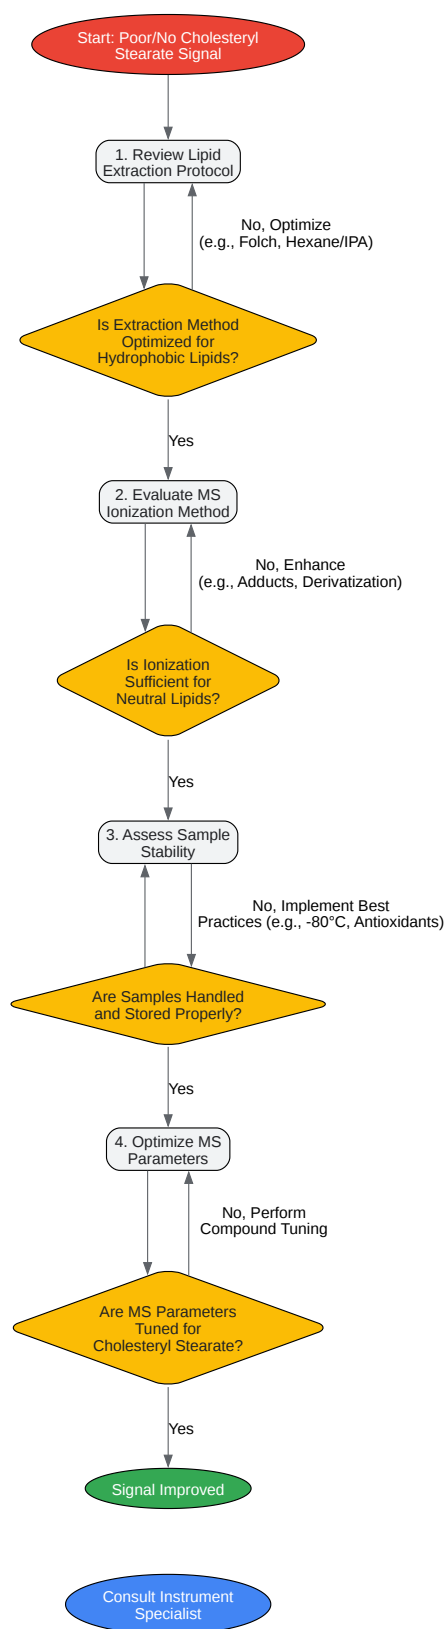 Start: Poor/No Cholesteryl
Stearate Signal
1. Review Lipid
Extraction Protocol
No, Optimize
(e.g., Folch, Hexane/IPA)
Is Extraction Method
Optimized for
Hydrophobic Lipids?
Yes
2. Evaluate MS
Ionization Method
No, Enhance
(e.g., Adducts, Derivatization)
Is Ionization
Sufficient for
Neutral Lipids?
Yes
3. Assess Sample
Stability
No, Implement Best
Practices (e.g., -80°C, Antioxidants)
Are Samples Handled
and Stored Properly?
Yes
4. Optimize MS
Parameters
No, Perform
Compound Tuning
Are MS Parameters
Tuned for
Cholesteryl Stearate?
Yes
Signal Improved
Consult Instrument
Specialist